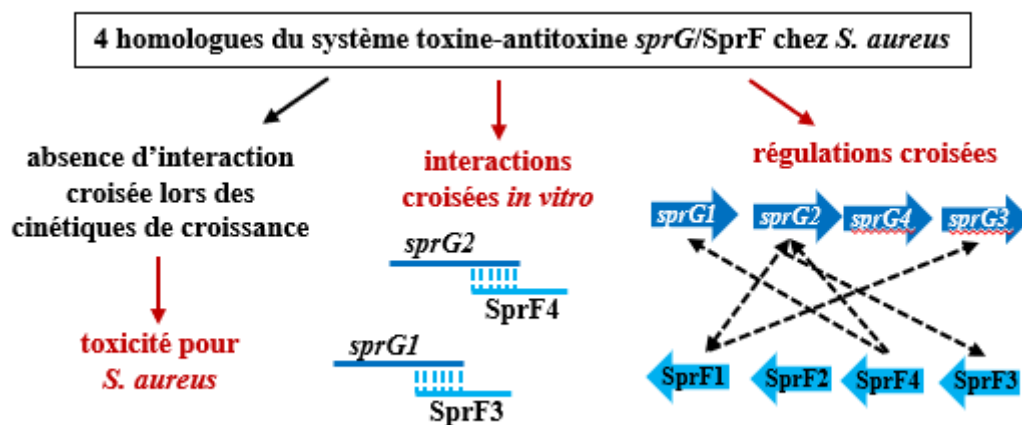 4 homologues du système toxine-antitoxine sprG/SprF chez S. aureus
absence d'interaction
croisée lors des
cinétiques de croissance
toxicité pour
S. aureus
interactions
croisées in vitro
sprG2
SprF4
sprG1
SprF3
régulations croisées
sprG1 sprG2 sprG4 sprG3
SprF1 SprF2 SprF4 SprF3